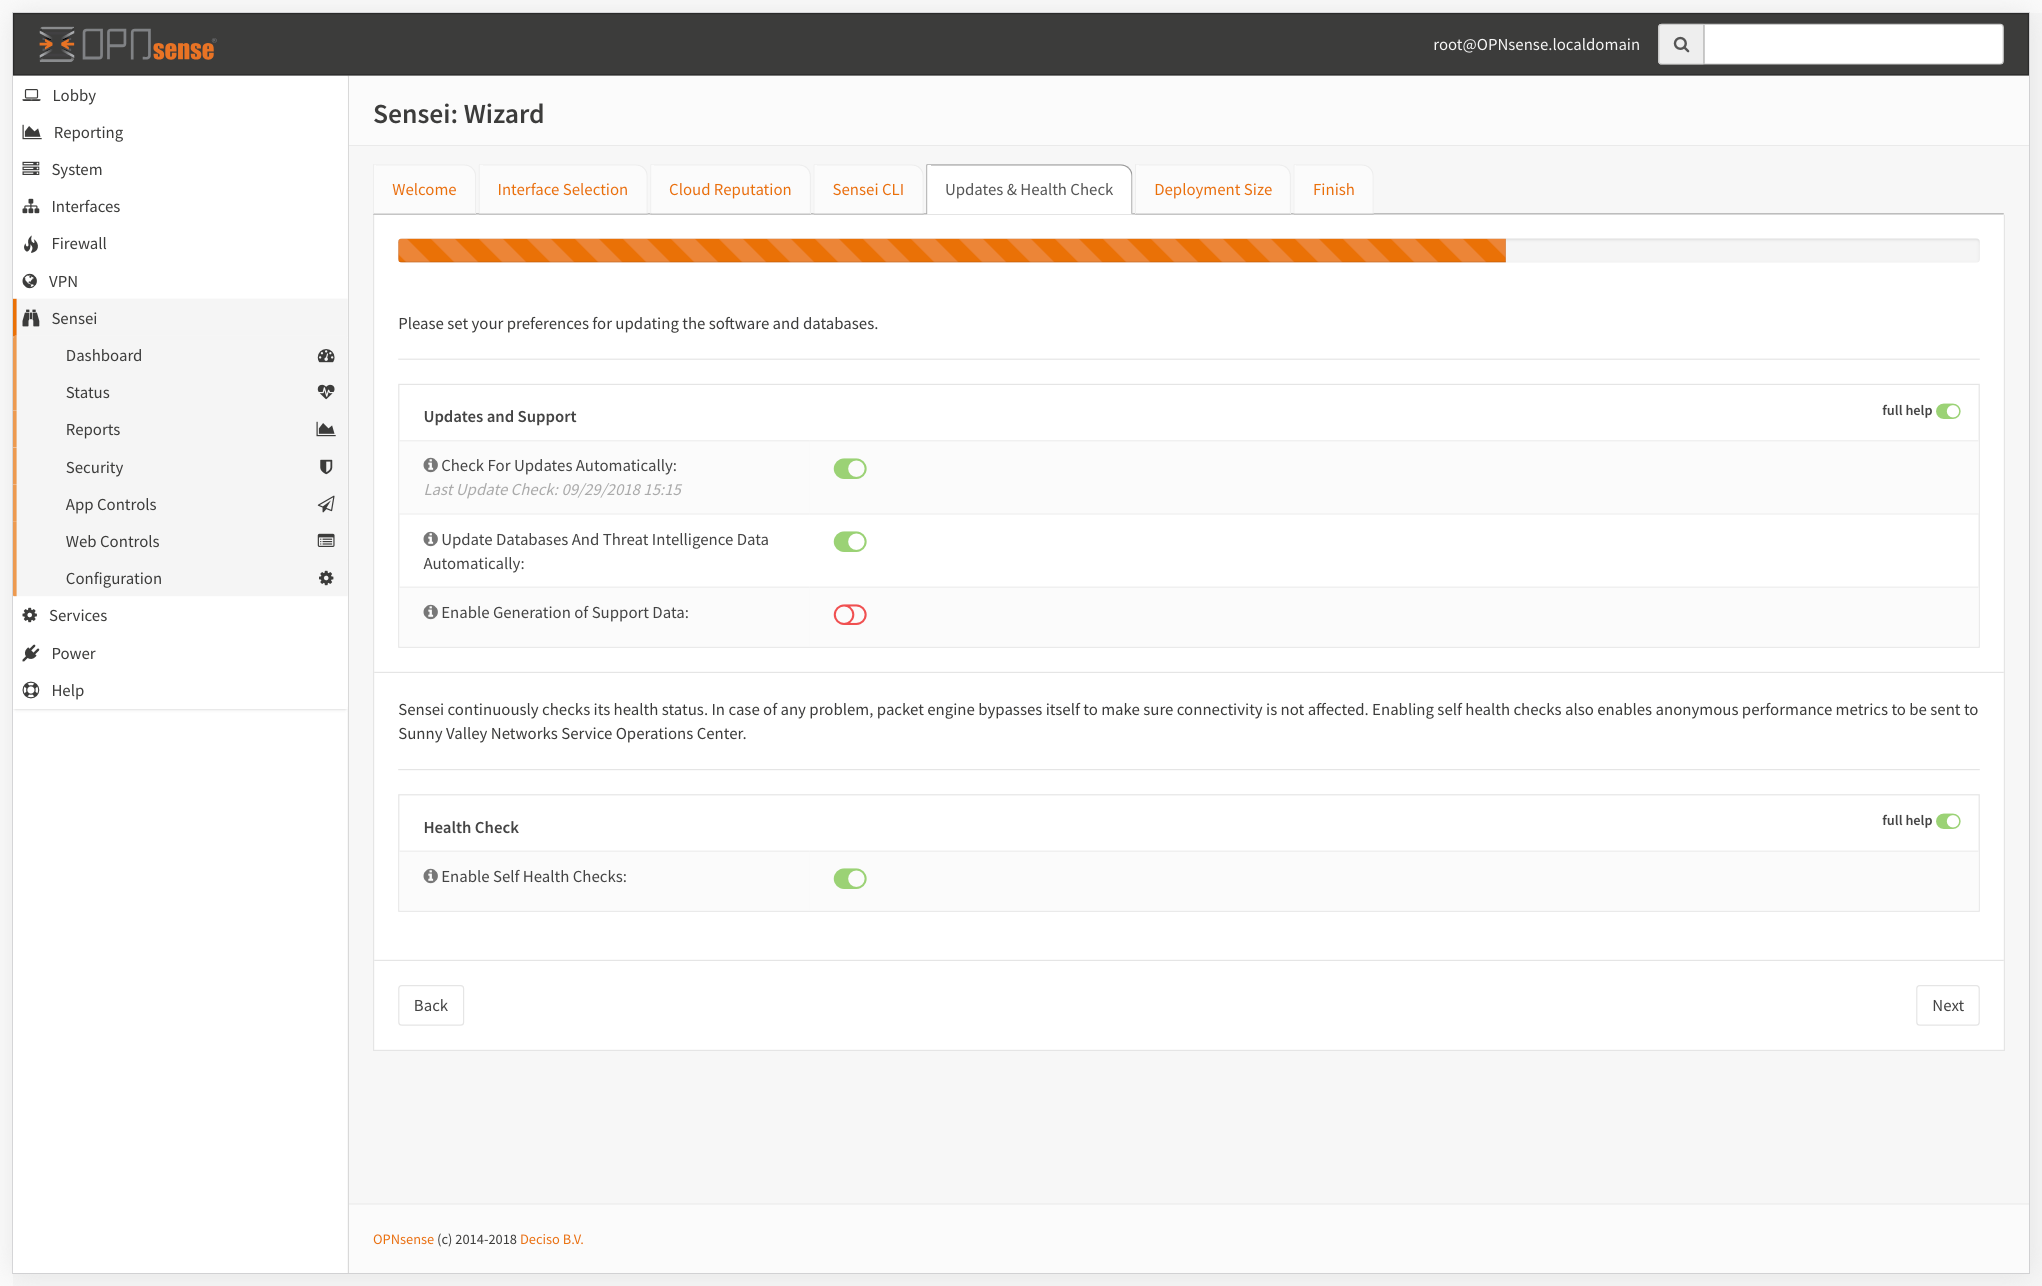 OPNsense
root@OPNsense.localdomain
Lobby
Reporting
System
Interfaces
Firewall
VPN
Sensei
Dashboard
Status
Reports
Security
App Controls
Web Controls
Configuration
Services
Power
Help
Sensei: Wizard
Welcome
Interface Selection
Cloud Reputation
Sensei CLI
Updates & Health Check
Deployment Size
Finish
Please set your preferences for updating the software and databases.
Updates and Support
full help
Check For Updates Automatically:
Last Update Check: 09/29/2018 15:15
Update Databases And Threat Intelligence Data
Automatically:
Enable Generation of Support Data:
Sensei continuously checks its health status. In case of any problem, packet engine bypasses itself to make sure connectivity is not affected. Enabling self health checks also enables anonymous performance metrics to be sent to
Sunny Valley Networks Service Operations Center.
Health Check
full help
Enable Self Health Checks:
Back
Next
OPNsense (c) 2014-2018 Deciso B.V.